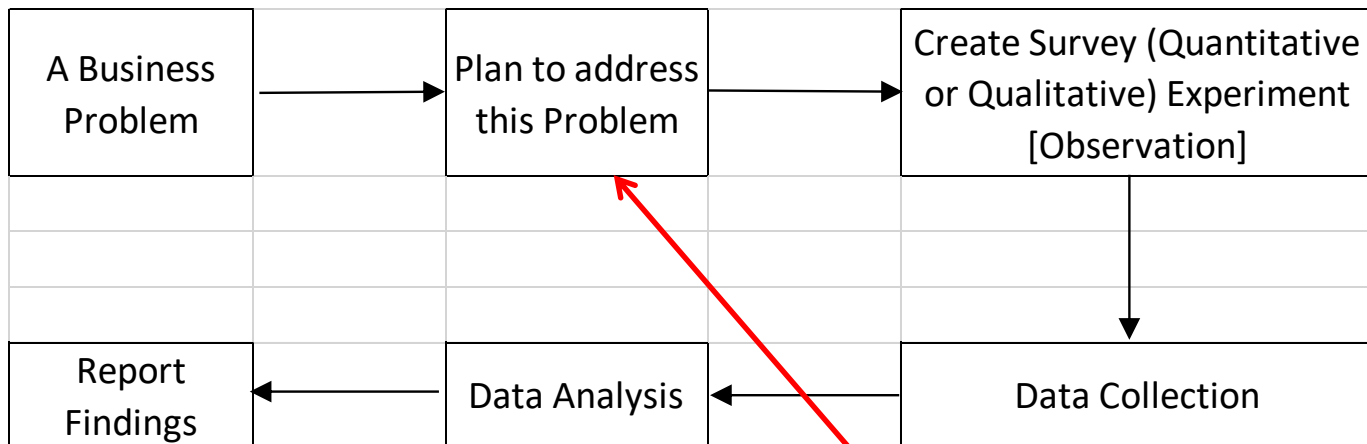 A Business
Problem
Plan to address
this Problem
Create Survey (Quantitative
or Qualitative) Experiment
[Observation]
Report
Findings
Data Analysis
Data Collection